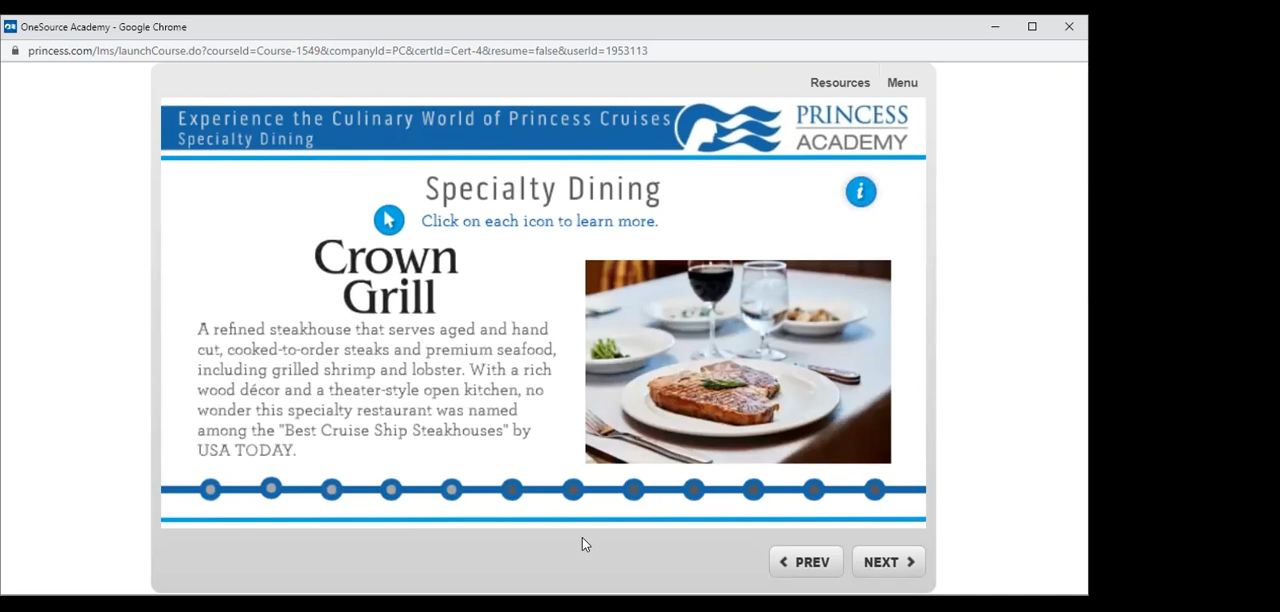 OneSource Academy - Google Chrome
princess.com/lms/launchCourse.do?courseId=Course-1549&companyId=PC&certId=Cert-4&resume=false&userId=1953113
Resources Menu
Experience the Culinary World of Princess Cruises
Specialty Dining
PRINCESS
ACADEMY
Specialty Dining
i
Click on each icon to learn more.
Crown
Grill
A refined steakhouse that serves aged and hand
cut, cooked-to-order steaks and premium seafood,
including grilled shrimp and lobster. With a rich
wood décor and a theater-style open kitchen, no
wonder this specialty restaurant was named
among the "Best Cruise Ship Steakhouses" by
USA TODAY.
PREV NEXT